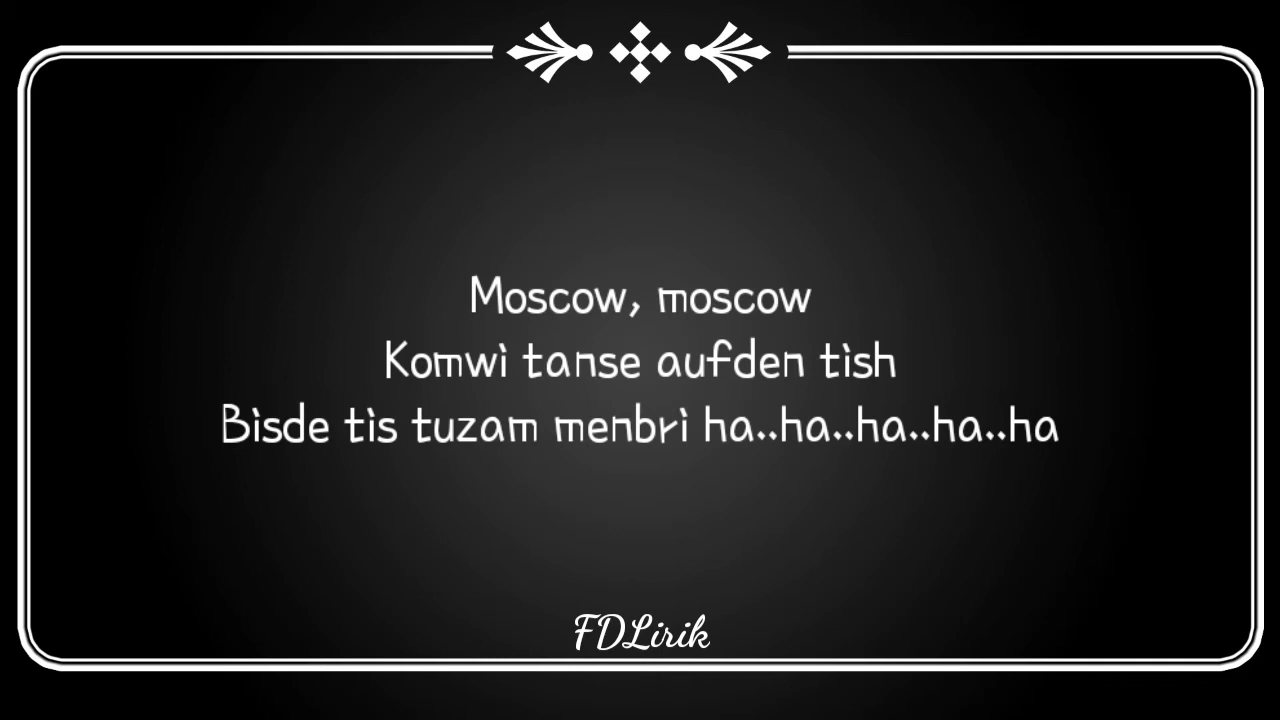 Moscow, moscow
Komwi tanse aufden tish
Bisde tis tuzam menbri ha..ha..ha..ha..ha
FDLirik